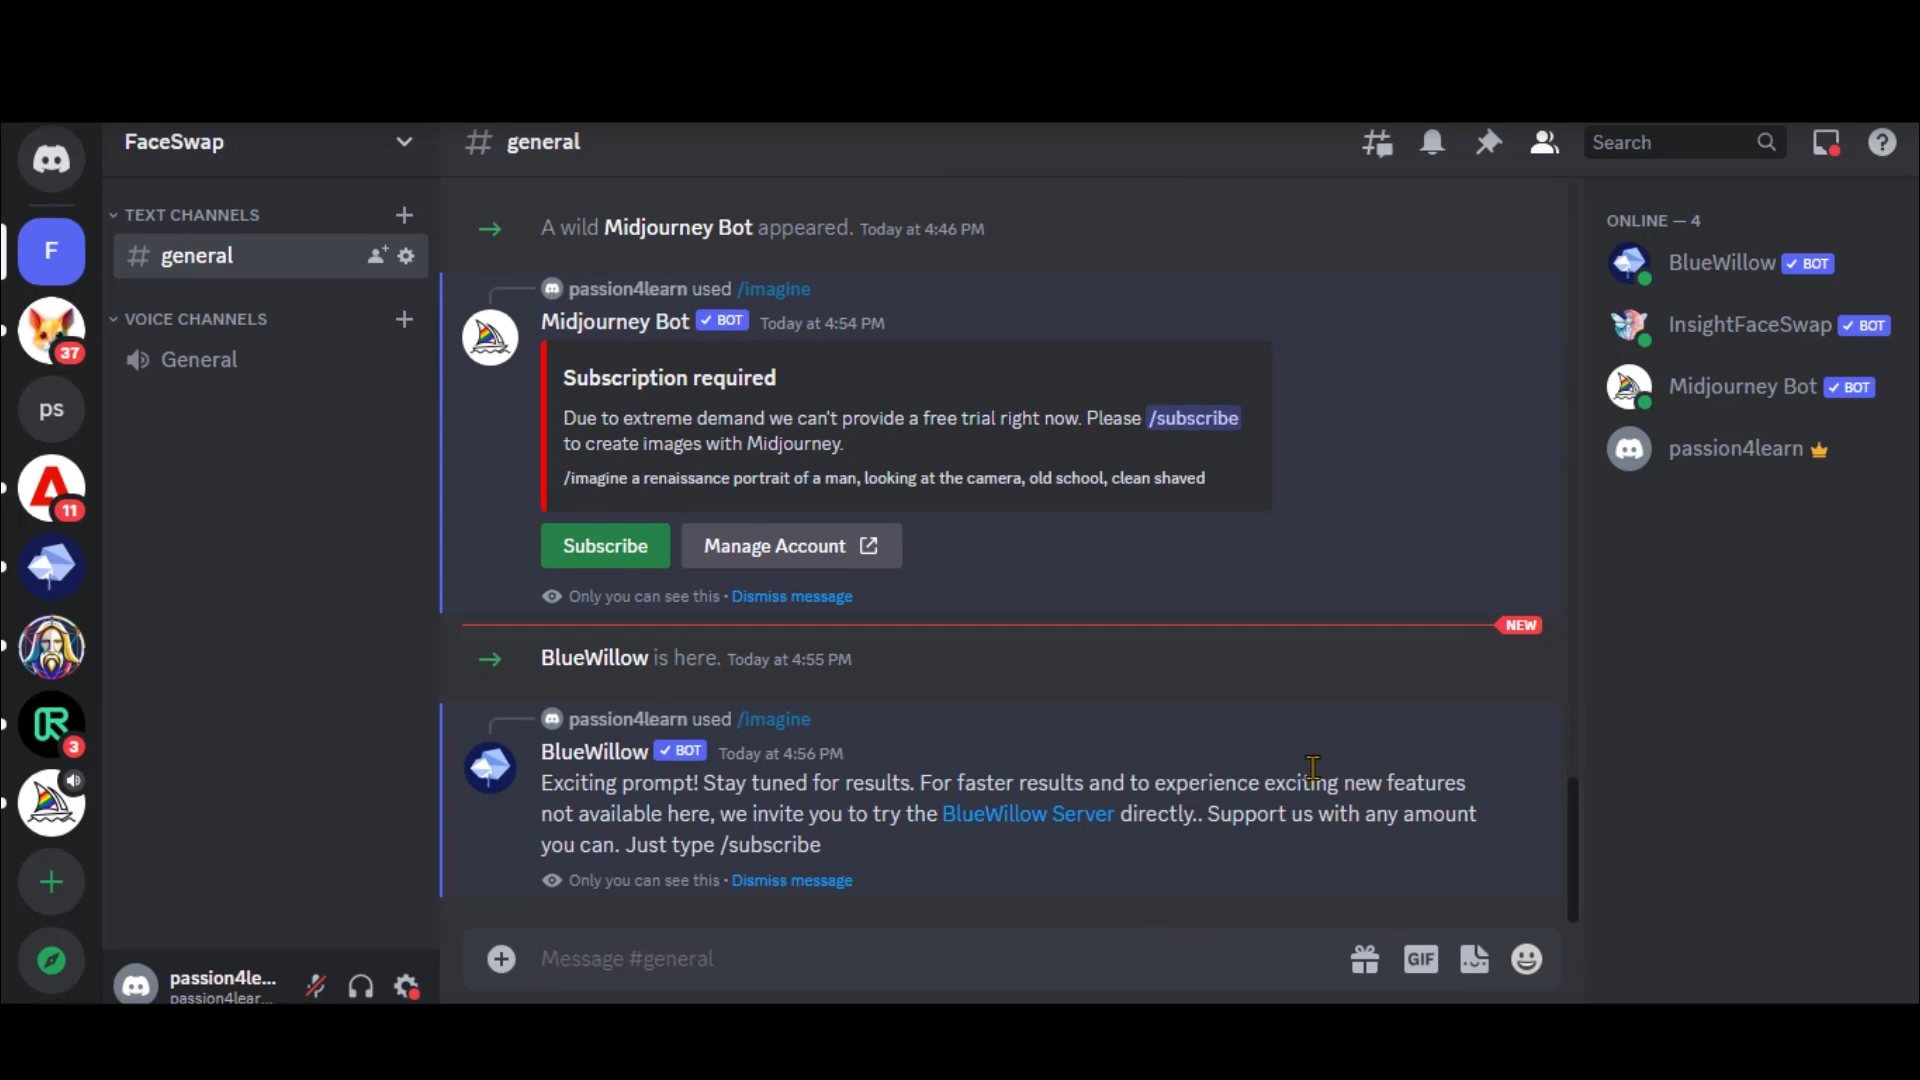 FaceSwap
general
Search
TEXT CHANNELS
general
VOICE CHANNELS
General
F
37
ps
11
3
A wild Midjourney Bot appeared. Today at 4:46 PM
passion4learn used /imagine
Midjourney Bot BOT Today at 4:54 PM
Subscription required
Due to extreme demand we can't provide a free trial right now. Please /subscribe
to create images with Midjourney.
/imagine a renaissance portrait of a man, looking at the camera, old school, clean shaved
Subscribe
Manage Account
Only you can see this • Dismiss message
NEW
BlueWillow is here. Today at 4:55 PM
passion4learn used /imagine
BlueWillow BOT Today at 4:56 PM
Exciting prompt! Stay tuned for results. For faster results and to experience exciting new features
not available here, we invite you to try the BlueWillow Server directly.. Support us with any amount
you can. Just type /subscribe
Only you can see this • Dismiss message
Message #general
GIF
ONLINE — 4
BlueWillow BOT
InsightFaceSwap BOT
Midjourney Bot BOT
passion4learn
passion4le...
passion4lear...